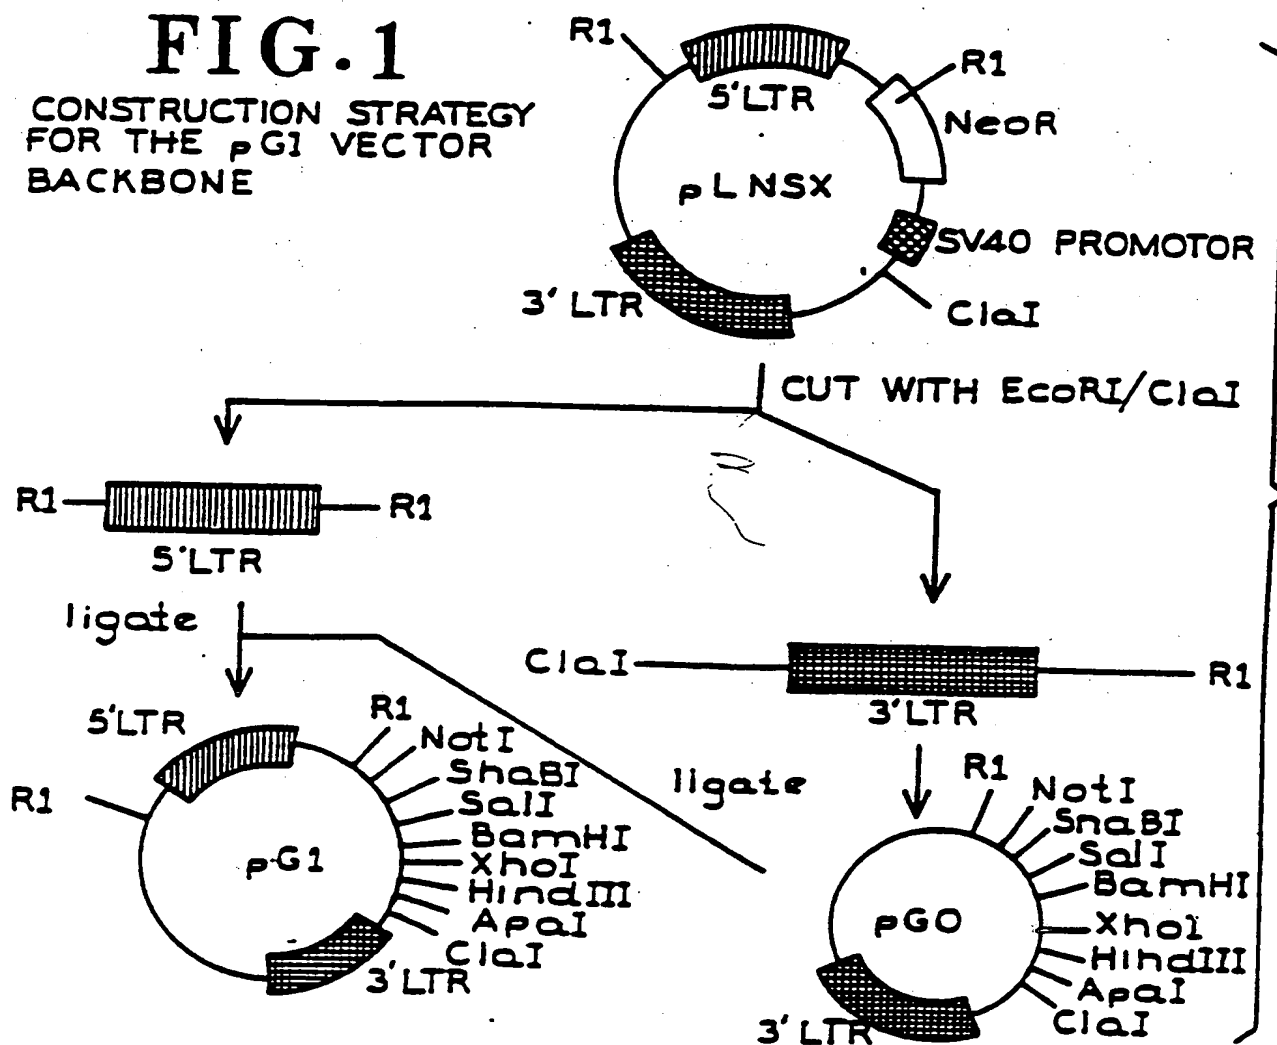 FIG.1
CONSTRUCTION STRATEGY
FOR THE pG1 VECTOR
BACKBONE
R1
5'LTR
R1
NeoR
pLNSX
SV40 PROMOTOR
3' LTR
ClaI
CUT WITH EcoRI/ClaI
R1
R1
5'LTR
ligate
ClaI
R1
3'LTR
5'LTR
R1
R1
NotI
ShaBI
SalI
BamHI
XhoI
HindIII
ApaI
ClaI
pG1
3'LTR
ligate
R1
NotI
SnaBI
SalI
BamHI
XhoI
HindIII
ApaI
ClaI
pGO
3'LTR